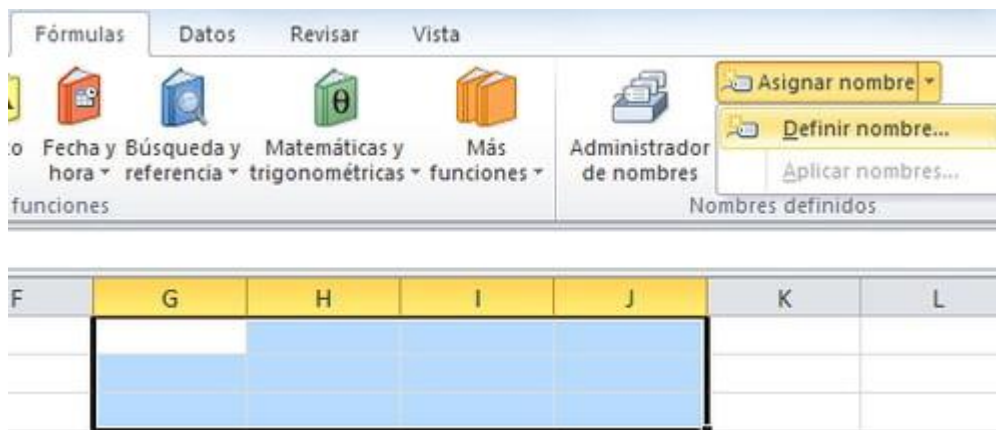 Fórmulas Datos Revisar Vista
Asignar nombre
Definir nombre...
Fecha y Búsqueda y Matemáticas y Más Administrador
hora referencia trigonométricas funciones de nombres Aplicar nombres...
funciones Nombres definidos
F G H I J K L